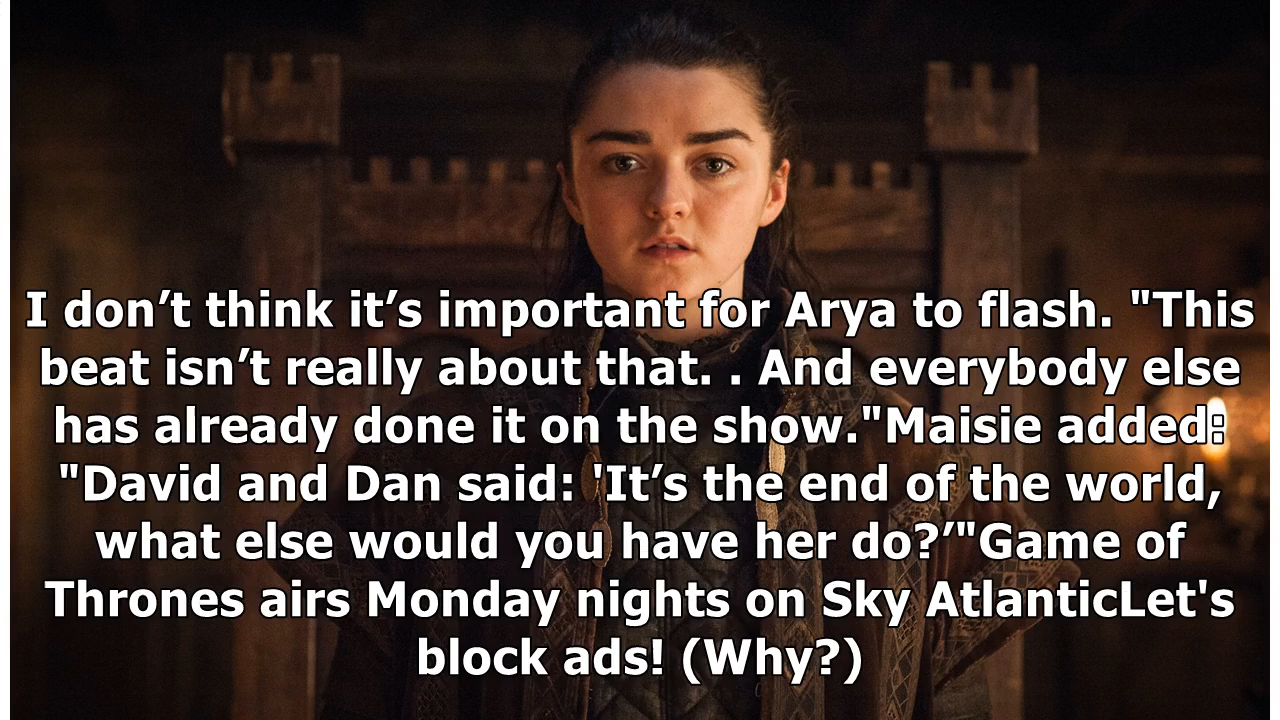 I don’t think it’s important for Arya to flash. "This
beat isn’t really about that. . And everybody else
has already done it on the show."Maisie added:
"David and Dan said: 'It’s the end of the world,
what else would you have her do?’"Game of
Thrones airs Monday nights on Sky AtlanticLet's
block ads! (Why?)